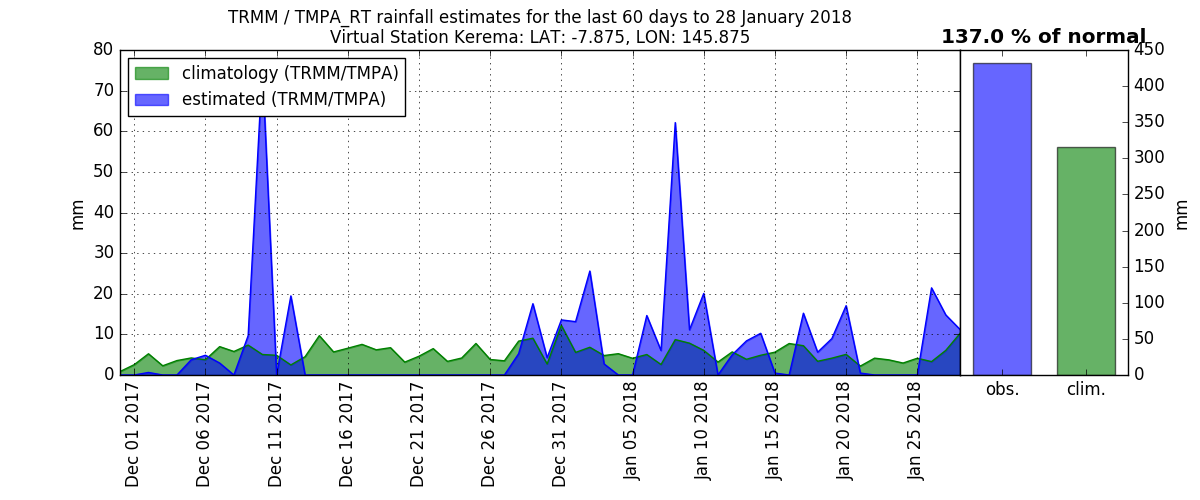 TRMM / TMPA_RT rainfall estimates for the last 60 days to 28 January 2018
Virtual Station Kerema: LAT: -7.875, LON: 145.875
137.0 % of normal
climatology (TRMM/TMPA)
estimated (TRMM/TMPA)
80
70
60
50
40
30
20
10
0
mm
Dec 01 2017
Dec 06 2017
Dec 11 2017
Dec 16 2017
Dec 21 2017
Dec 26 2017
Dec 31 2017
Jan 05 2018
Jan 10 2018
Jan 15 2018
Jan 20 2018
Jan 25 2018
obs.
clim.
450
400
350
300
250
200
150
100
50
0
mm